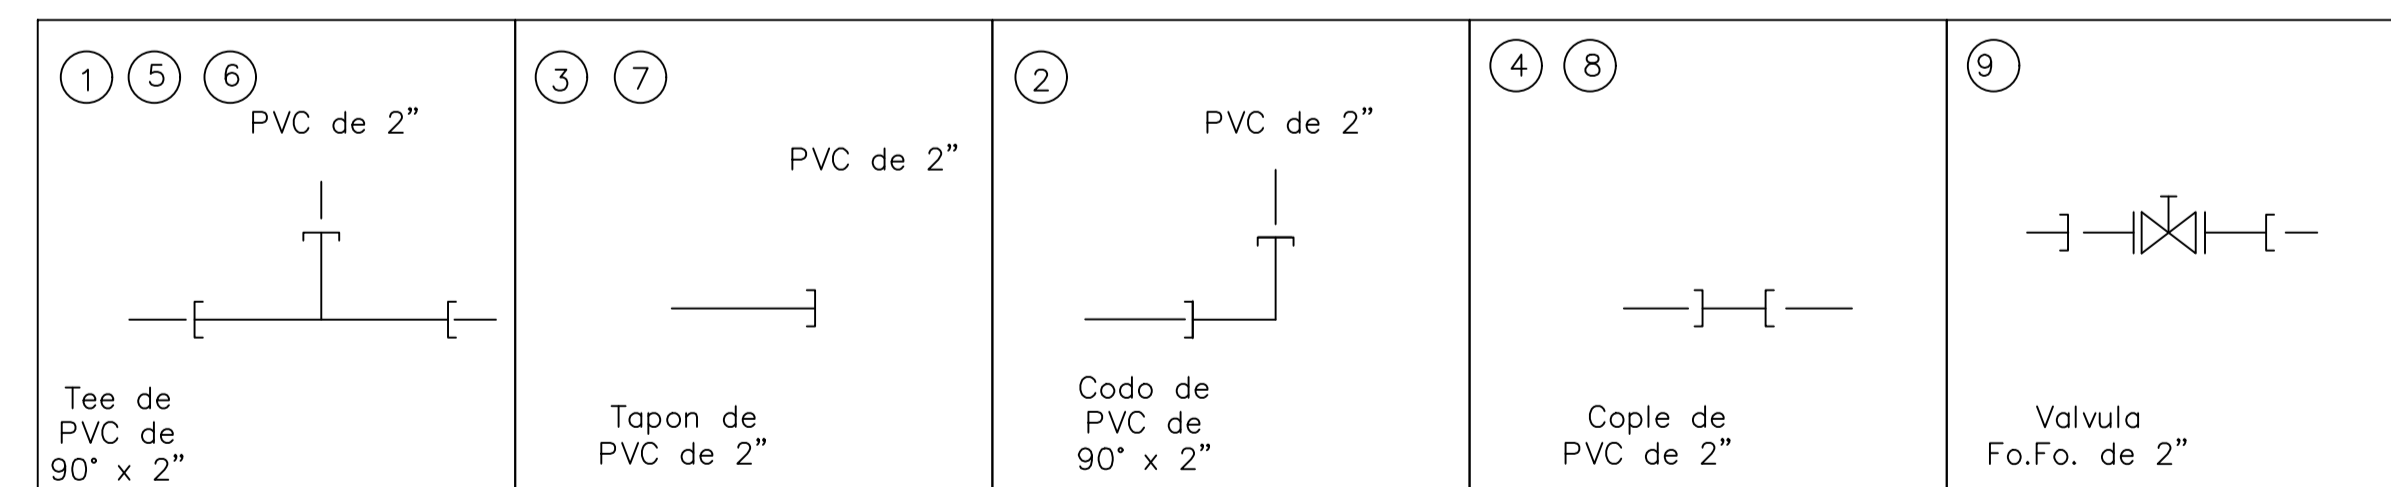 1 5 6
PVC de 2”
Tee de
PVC de
90° x 2”
3 7
PVC de 2”
Tapon de
PVC de 2”
2
PVC de 2”
Codo de
PVC de
90° x 2”
4 8
Cople de
PVC de 2”
9
Valvula
Fo.Fo. de 2”